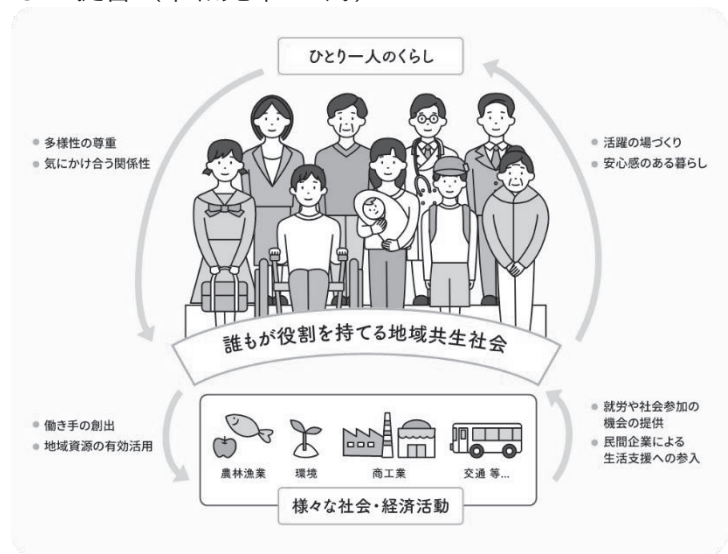 ひとり一人のくらし
● 多様性の尊重
● 気にかけ合う関係性
● 活躍の場づくり
● 安心感のある暮らし
誰もが役割を持てる地域共生社会
● 働き手の創出
● 地域資源の有効活用
● 就労や社会参加の
機会の提供
● 民間企業による
生活支援への参入
農林漁業
環境
商工業
交通 等...
様々な社会・経済活動